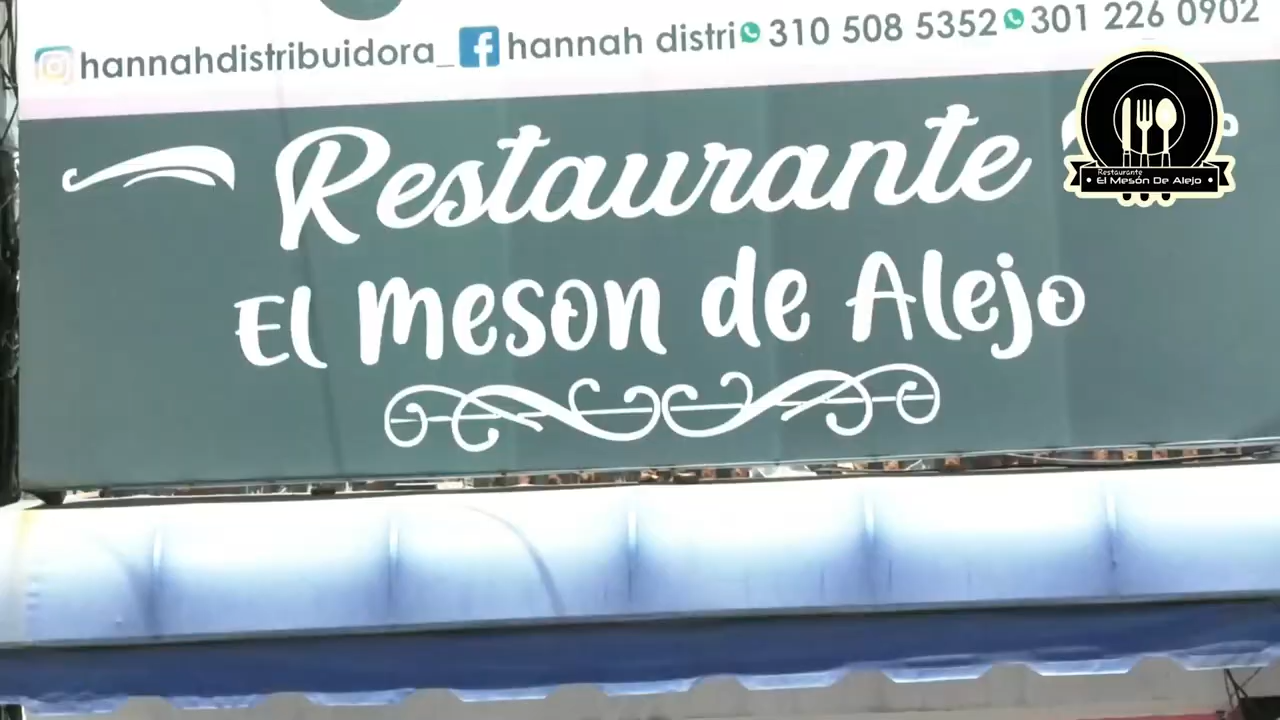 hannahdistribuidora_ hannah distri 310 508 5352 301 226 0902
Restaurante
El meson de Alejo
Restaurante
El Mesón De Alejo